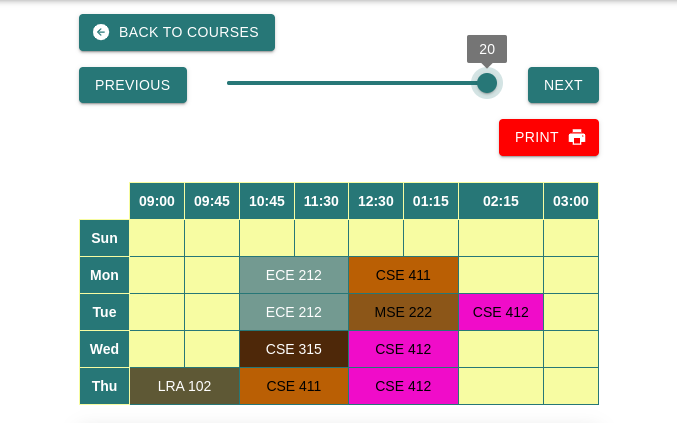 BACK TO COURSES
20
PREVIOUS NEXT
PRINT
09:00 09:45 10:45 11:30 12:30 01:15 02:15 03:00
Sun
Mon ECE 212 CSE 411
Tue ECE 212 MSE 222 CSE 412
Wed CSE 315 CSE 412
Thu LRA 102 CSE 411 CSE 412